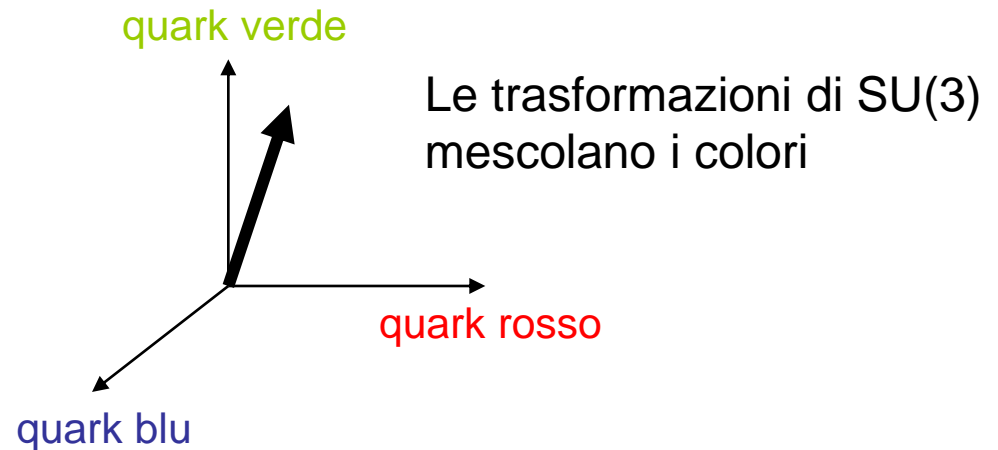 quark verde
Le trasformazioni di SU(3)
mescolano i colori
quark rosso
quark blu